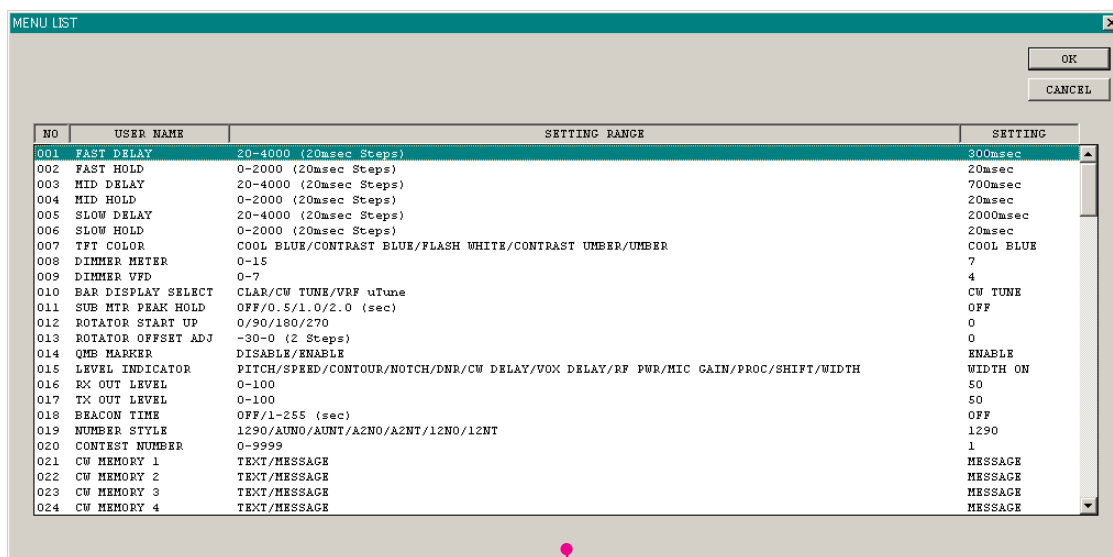 MENU LIST
OK
CANCEL
NO USER NAME SETTING RANGE SETTING
001 FAST DELAY 20-4000 (20msec Steps) 300msec
002 FAST HOLD 0-2000 (20msec Steps) 20msec
003 MID DELAY 20-4000 (20msec Steps) 700msec
004 MID HOLD 0-2000 (20msec Steps) 20msec
005 SLOW DELAY 20-4000 (20msec Steps) 2000msec
006 SLOW HOLD 0-2000 (20msec Steps) 20msec
007 TFT COLOR COOL BLUE/CONTRAST BLUE/FLASH WHITE/CONTRAST UMBER/UMBER COOL BLUE
008 DIMMER METER 0-15 7
009 DIMMER VFD 0-7 4
010 BAR DISPLAY SELECT CLAR/CW TUNE/VRF uTune CW TUNE
011 SUB MTR PEAK HOLD OFF/0.5/1.0/2.0 (sec) OFF
012 ROTATOR START UP 0/90/180/270 0
013 ROTATOR OFFSET ADJ -30-0 (2 Steps) 0
014 QMB MARKER DISABLE/ENABLE ENABLE
015 LEVEL INDICATOR PITCH/SPEED/CONTOUR/NOTCH/DNR/CW DELAY/VOX DELAY/RF PWR/MIC GAIN/PROC/SHIFT/WIDTH WIDTH ON
016 RX OUT LEVEL 0-100 50
017 TX OUT LEVEL 0-100 50
018 BEACON TIME OFF/1-255 (sec) OFF
019 NUMBER STYLE 1290/AUNO/AUNT/A2NO/A2NT/12NO/12NT 1290
020 CONTEST NUMBER 0-9999 1
021 CW MEMORY 1 TEXT/MESSAGE MESSAGE
022 CW MEMORY 2 TEXT/MESSAGE MESSAGE
023 CW MEMORY 3 TEXT/MESSAGE MESSAGE
024 CW MEMORY 4 TEXT/MESSAGE MESSAGE